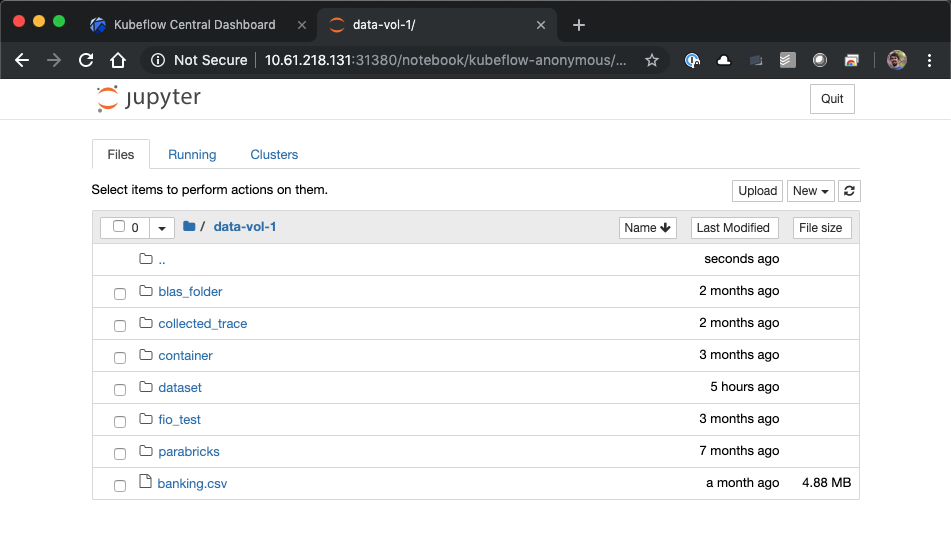 Kubeflow Central Dashboard
data-vol-1/
Not Secure 10.61.218.131:31380/notebook/kubeflow-anonymous/...
jupyter
Quit
Files Running Clusters
Select items to perform actions on them.
Upload New
0 / data-vol-1 Name Last Modified File size
.. seconds ago
blas_folder 2 months ago
collected_trace 2 months ago
container 3 months ago
dataset 5 hours ago
fio_test 3 months ago
parabricks 7 months ago
banking.csv a month ago 4.88 MB